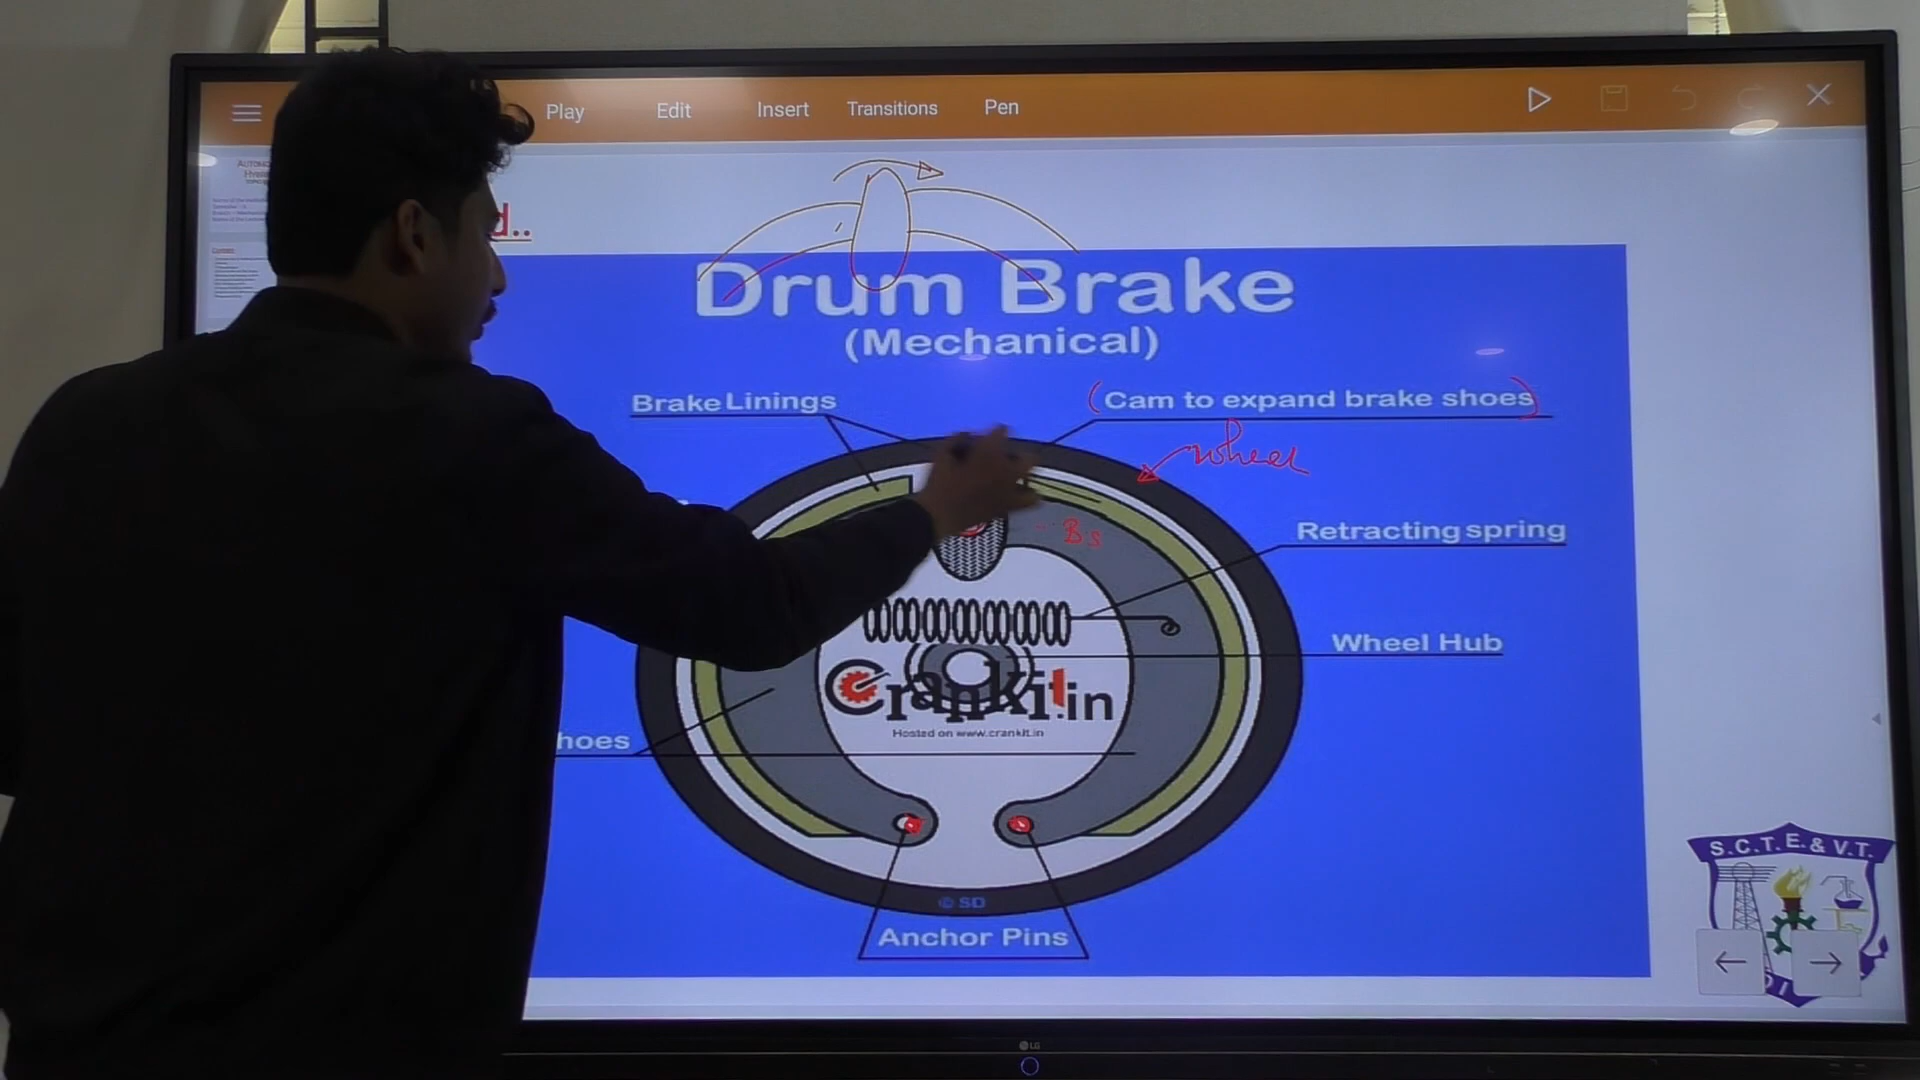 Play Edit Insert Transitions Pen
d..
Drum Brake
(Mechanical)
Brake Linings
(Cam to expand brake shoes)
wheel
Bs
Retracting spring
Wheel Hub
Crankit.in
Hosted on www.crankit.in
hoes
© SD
Anchor Pins
S.C.T.E.& V.T.
LG